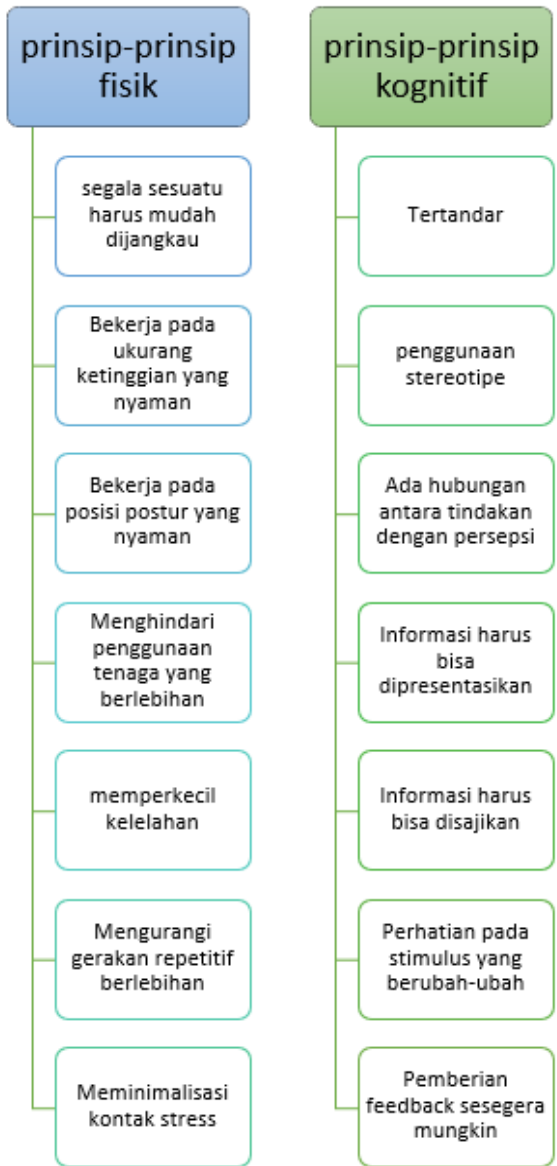 prinsip-prinsip
fisik
segala sesuatu
harus mudah
dijangkau
Bekerja pada
ukurang
ketinggian yang
nyaman
Bekerja pada
posisi postur yang
nyaman
Menghindari
penggunaan
tenaga yang
berlebihan
memperkecil
kelelahan
Mengurangi
gerakan repetitif
berlebihan
Meminimalisasi
kontak stress
prinsip-prinsip
kognitif
Tertandar
penggunaan
stereotipe
Ada hubungan
antara tindakan
dengan persepsi
Informasi harus
bisa
dipresentasikan
Informasi harus
bisa disajikan
Perhatian pada
stimulus yang
berubah-ubah
Pemberian
feedback sesegera
mungkin